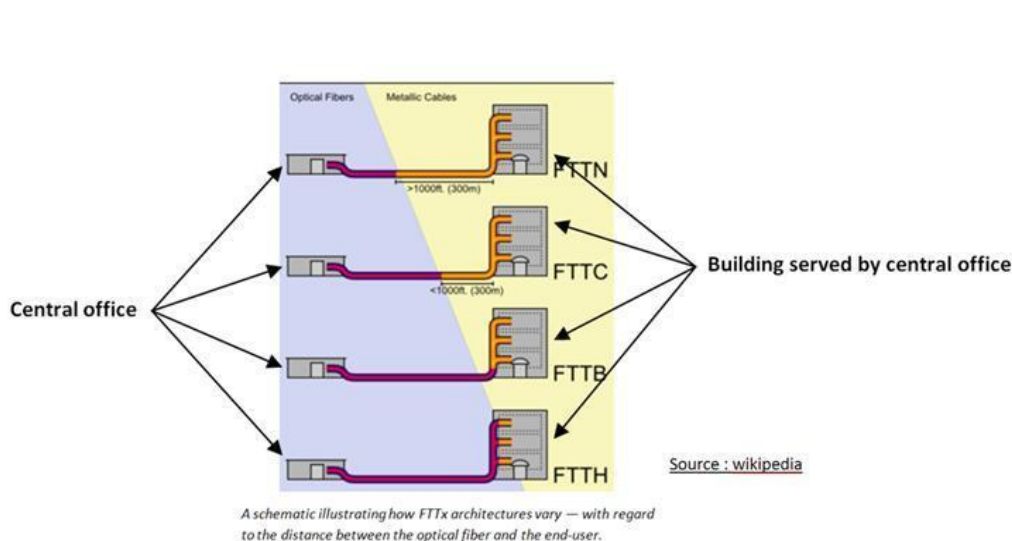 Optical Fibers Metallic Cables
FTTN
>1000ft. (300m)
FTTC
<1000ft. (300m)
Building served by central office
Central office
FTTB
FTTH
Source : wikipedia
A schematic illustrating how FTTx architectures vary — with regard
to the distance between the optical fiber and the end-user.